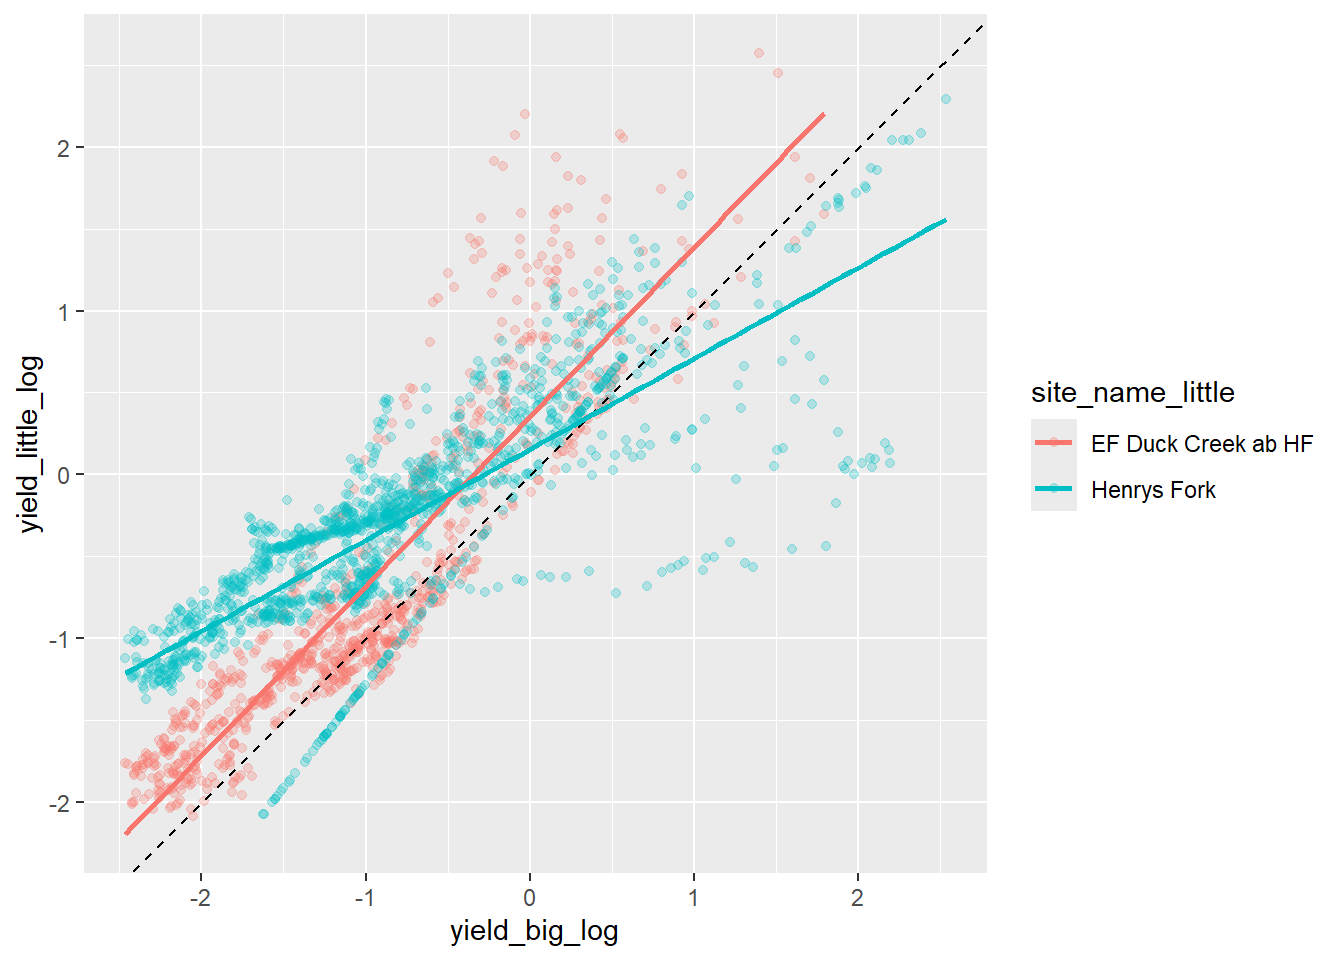 2
1
0
-1
-2
yield_little_log
-2
-1
0
1
2
yield_big_log
site_name_little
EF Duck Creek ab HF
Henrys Fork